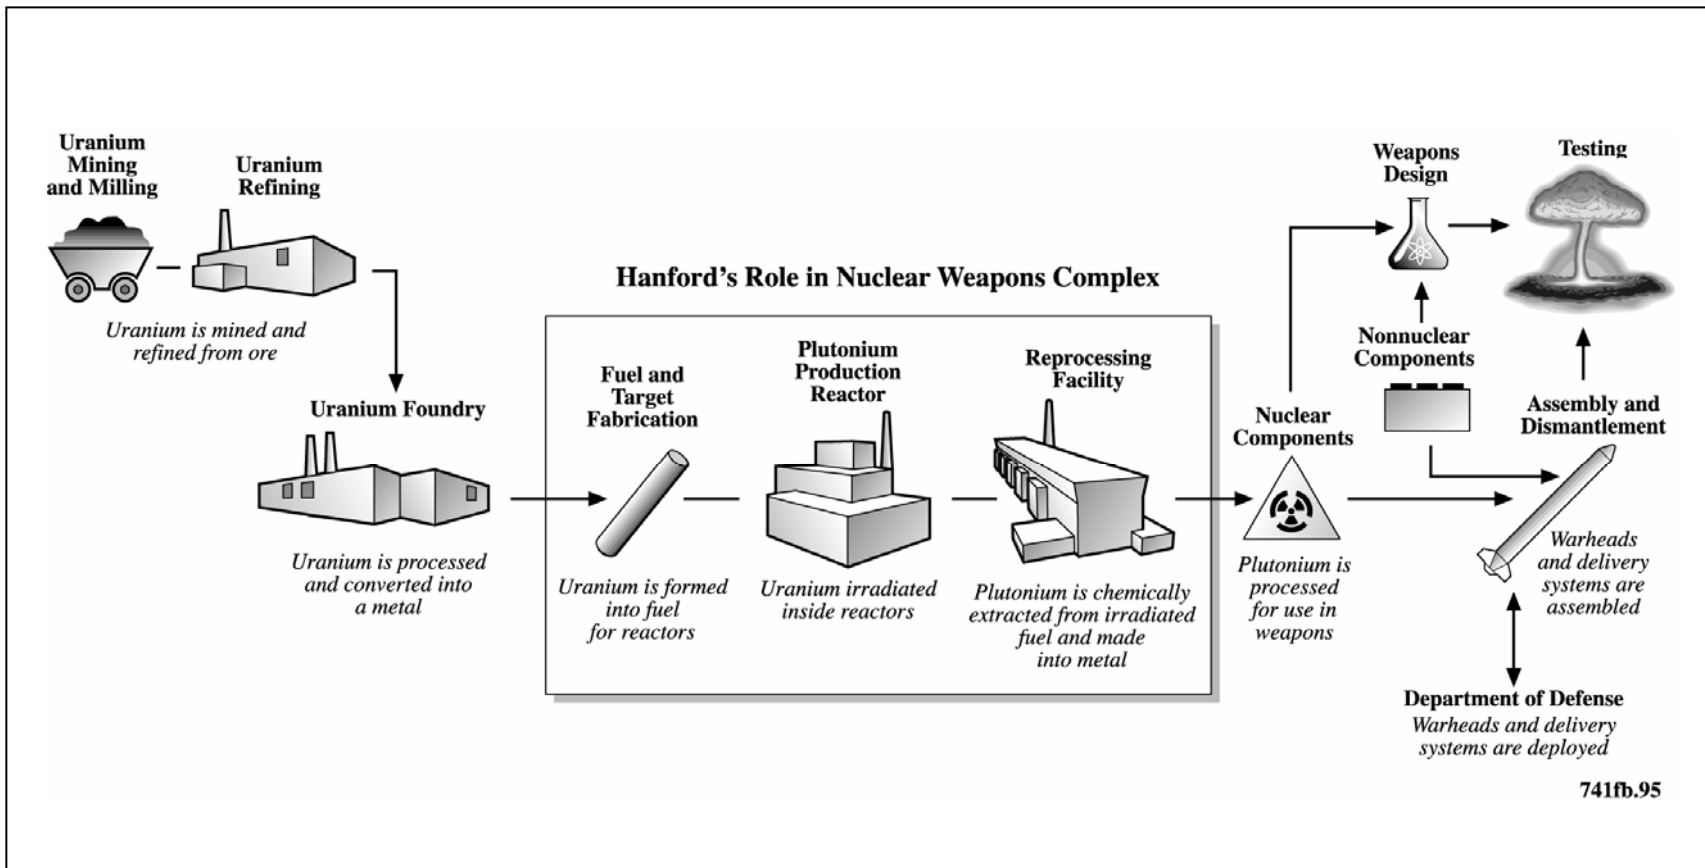 Uranium
Mining
and Milling
Uranium
Refining
Uranium is mined and
refined from ore
Uranium Foundry
Uranium is processed
and converted into
a metal
Hanford's Role in Nuclear Weapons Complex
Fuel and
Target
Fabrication
Uranium is formed
into fuel
for reactors
Plutonium
Production
Reactor
Uranium irradiated
inside reactors
Reprocessing
Facility
Plutonium is chemically
extracted from irradiated
fuel and made
into metal
Nuclear
Components
Plutonium is
processed
for use in
weapons
Weapons
Design
Testing
Nonnuclear
Components
Assembly and
Dismantlement
Warheads
and delivery
systems are
assembled
Department of Defense
Warheads and delivery
systems are deployed
741fb.95